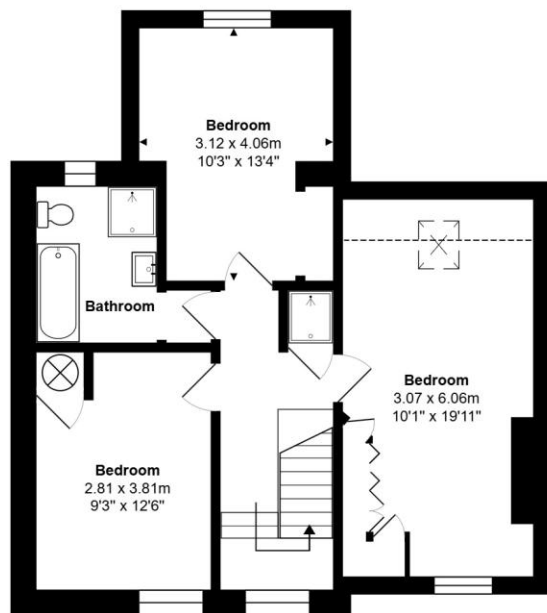 Bedroom
3.12 x 4.06m
10'3" x 13'4"
Bathroom
Bedroom
3.07 x 6.06m
10'1" x 19'11"
Bedroom
2.81 x 3.81m
9'3" x 12'6"